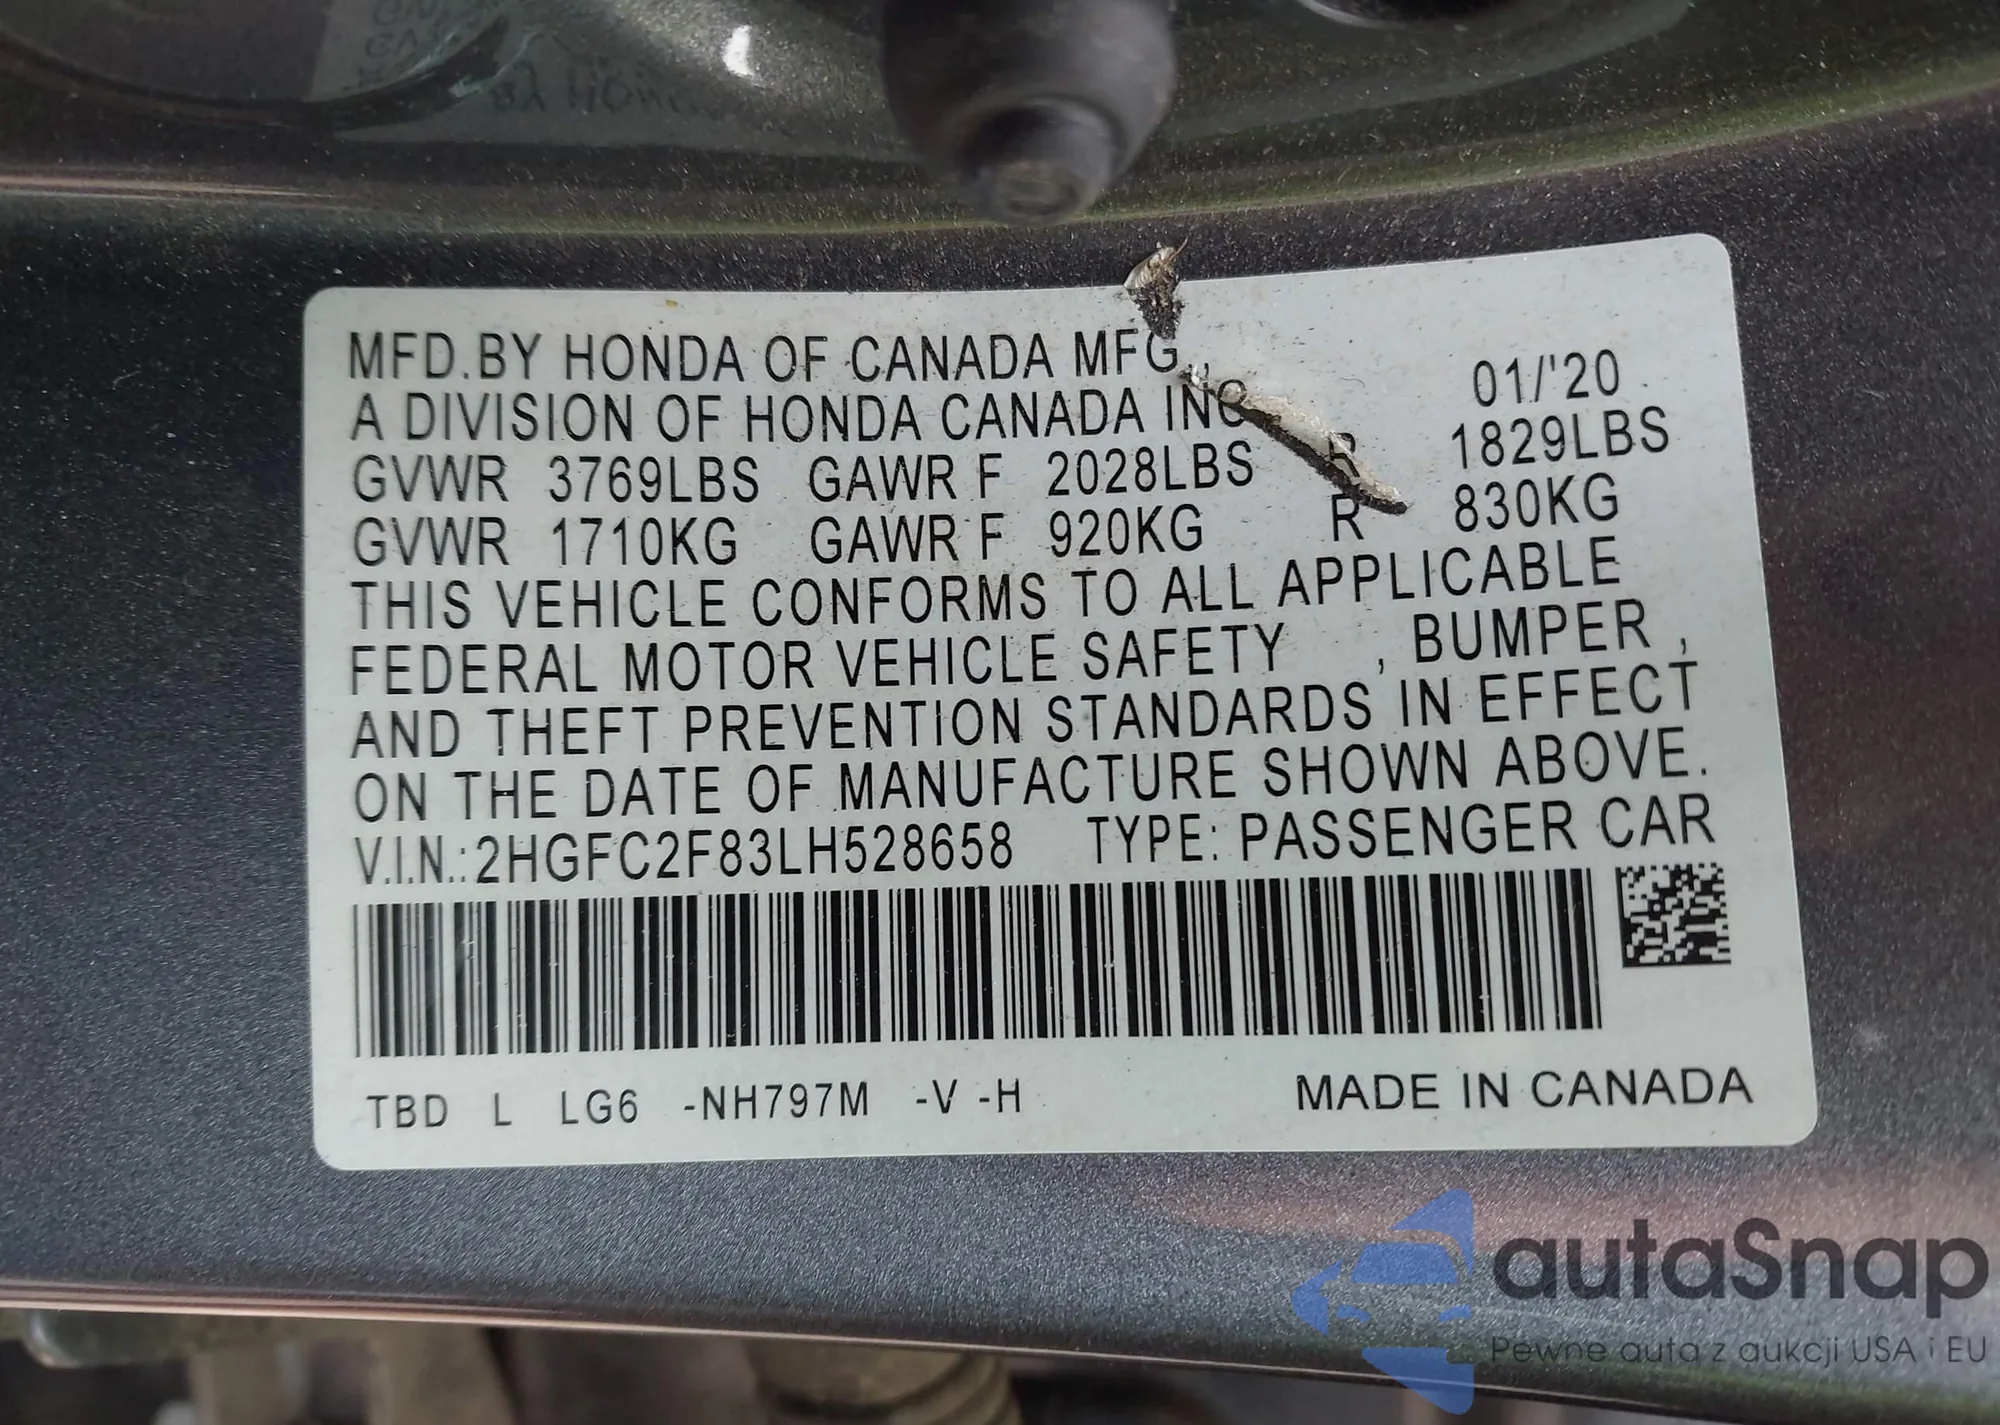 MFD.BY HONDA OF CANADA MFG.,
A DIVISION OF HONDA CANADA INC 01/'20
GVWR 3769LBS GAWR F 2028LBS R 1829LBS
GVWR 1710KG GAWR F 920KG R 830KG
THIS VEHICLE CONFORMS TO ALL APPLICABLE
FEDERAL MOTOR VEHICLE SAFETY , BUMPER ,
AND THEFT PREVENTION STANDARDS IN EFFECT
ON THE DATE OF MANUFACTURE SHOWN ABOVE.
V.I.N.:2HGFC2F83LH528658 TYPE: PASSENGER CAR
TBD L LG6 -NH797M -V -H MADE IN CANADA
autaSnap
Pewne auta z aukcji USA i EU